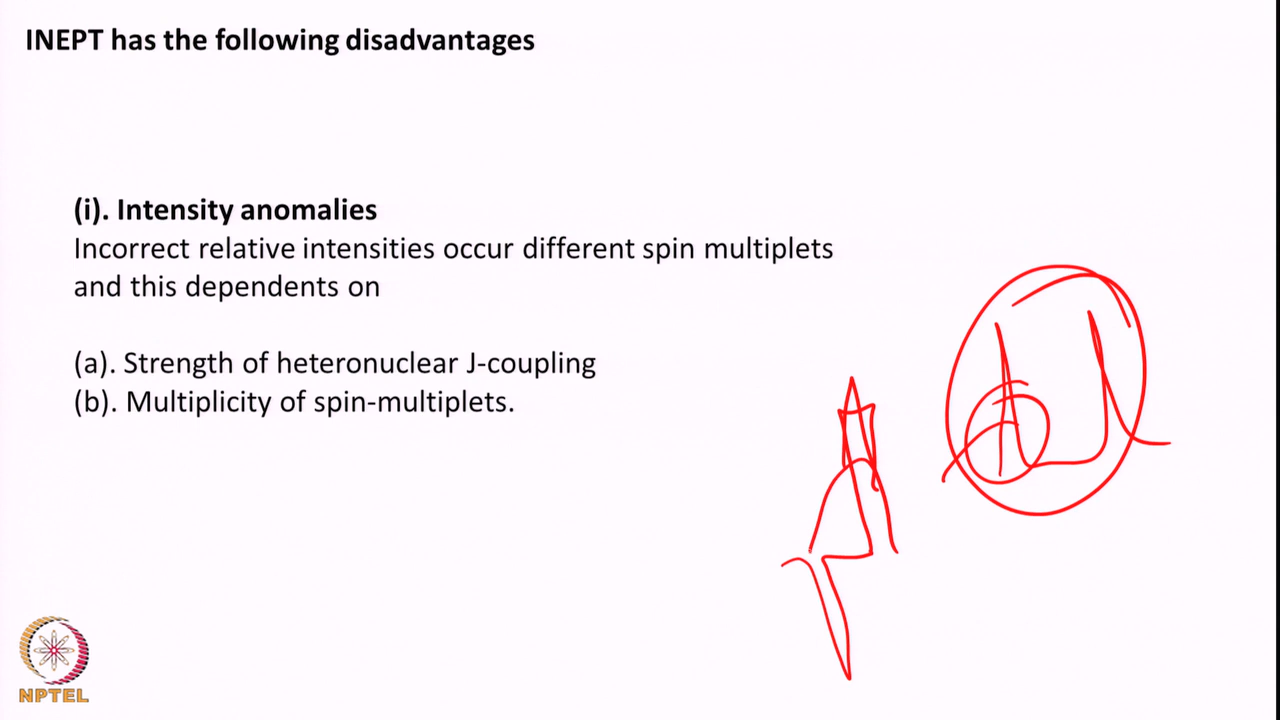 INEPT has the following disadvantages
(i). Intensity anomalies
Incorrect relative intensities occur different spin multiplets
and this dependents on
(a). Strength of heteronuclear J-coupling
(b). Multiplicity of spin-multiplets.
NPTEL